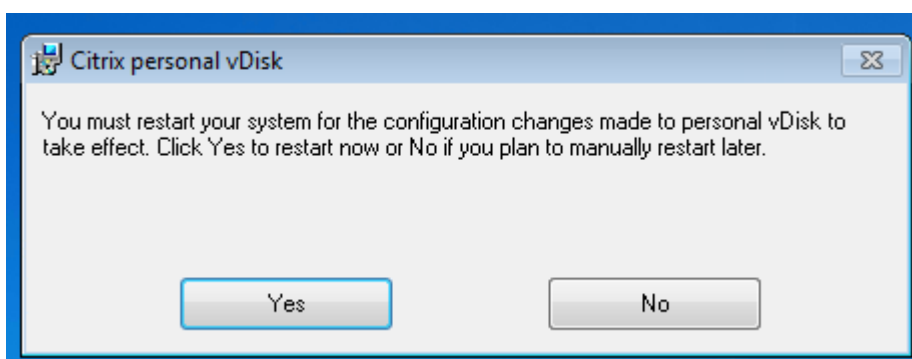 Citrix personal vDisk
You must restart your system for the configuration changes made to personal vDisk to
take effect. Click Yes to restart now or No if you plan to manually restart later.
Yes
No